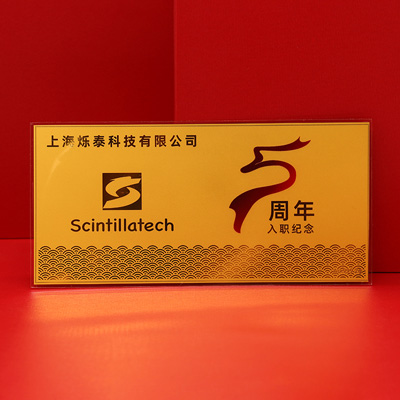 上海烁泰科技有限公司
Scintillatech
5
周年
入职纪念